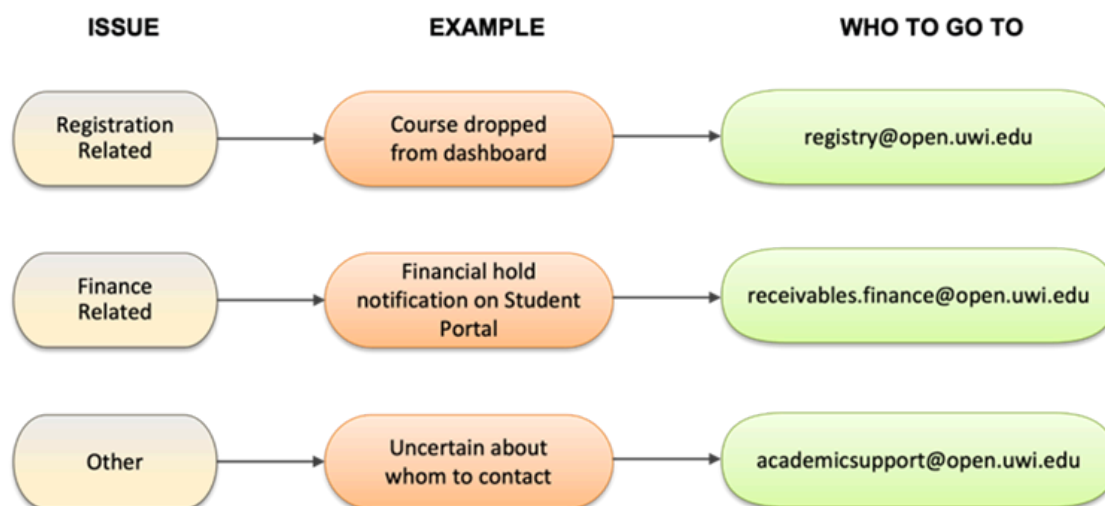 ISSUE EXAMPLE WHO TO GO TO
Registration
Related
Course dropped
from dashboard
registry@open.uwi.edu
Finance
Related
Financial hold
notification on Student
Portal
receivables.finance@open.uwi.edu
Other
Uncertain about
whom to contact
academicsupport@open.uwi.edu